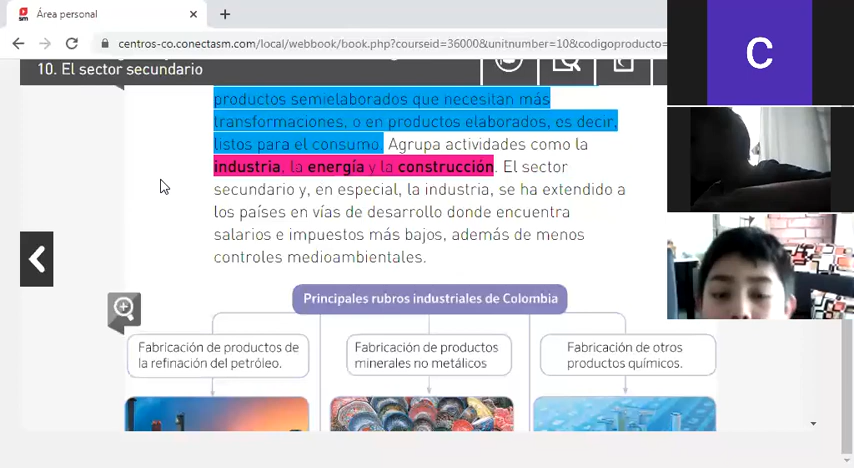 Área personal
centros-co.conectasm.com/local/webbook/book.php?courseid=36000&unitnumber=10&codigoproducto=
10. El sector secundario
productos semielaborados que necesitan más
transformaciones, o en productos elaborados, es decir,
listos para el consumo. Agrupa actividades como la
industria, la energía y la construcción. El sector
secundario y, en especial, la industria, se ha extendido a
los países en vías de desarrollo donde encuentra
salarios e impuestos más bajos, además de menos
controles medioambientales.
Principales rubros industriales de Colombia
Fabricación de productos de
la refinación del petróleo.
Fabricación de productos
minerales no metálicos
Fabricación de otros
productos químicos.
C
sm